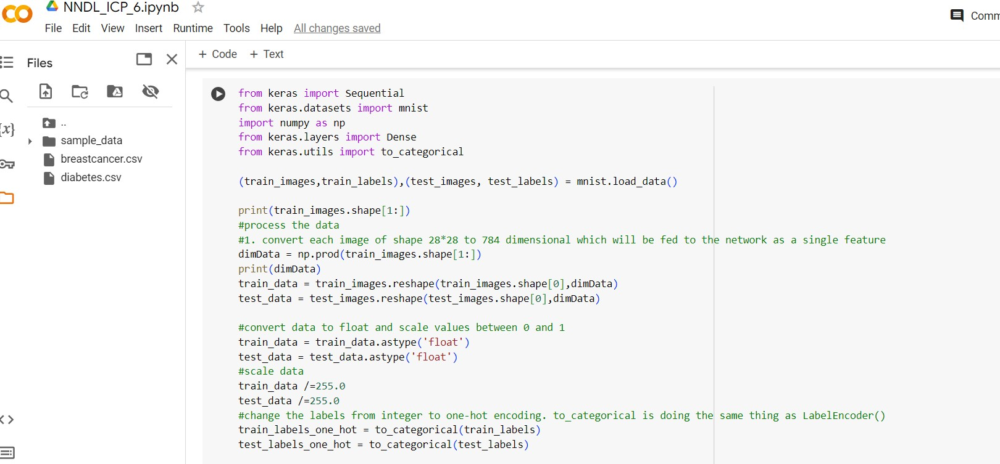 NNDL_ICP_6.ipynb
File Edit View Insert Runtime Tools Help All changes saved
Files
+ Code + Text
..
sample_data
breastcancer.csv
diabetes.csv
{x}
from keras import Sequential
from keras.datasets import mnist
import numpy as np
from keras.layers import Dense
from keras.utils import to_categorical
(train_images,train_labels),(test_images, test_labels) = mnist.load_data()
print(train_images.shape[1:])
#process the data
#1. convert each image of shape 28*28 to 784 dimensional which will be fed to the network as a single feature
dimData = np.prod(train_images.shape[1:])
print(dimData)
train_data = train_images.reshape(train_images.shape[0],dimData)
test_data = test_images.reshape(test_images.shape[0],dimData)
#convert data to float and scale values between 0 and 1
train_data = train_data.astype('float')
test_data = test_data.astype('float')
#scale data
train_data /=255.0
test_data /=255.0
#change the labels from integer to one-hot encoding. to_categorical is doing the same thing as LabelEncoder()
train_labels_one_hot = to_categorical(train_labels)
test_labels_one_hot = to_categorical(test_labels)